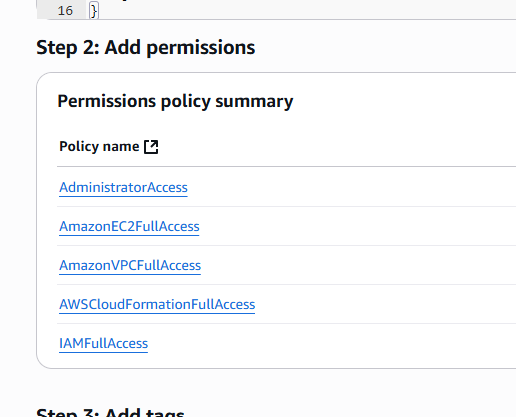 16 }
Step 2: Add permissions
Permissions policy summary
Policy name
AdministratorAccess
AmazonEC2FullAccess
AmazonVPCFullAccess
AWSCloudFormationFullAccess
IAMFullAccess
Step 3: Add tags